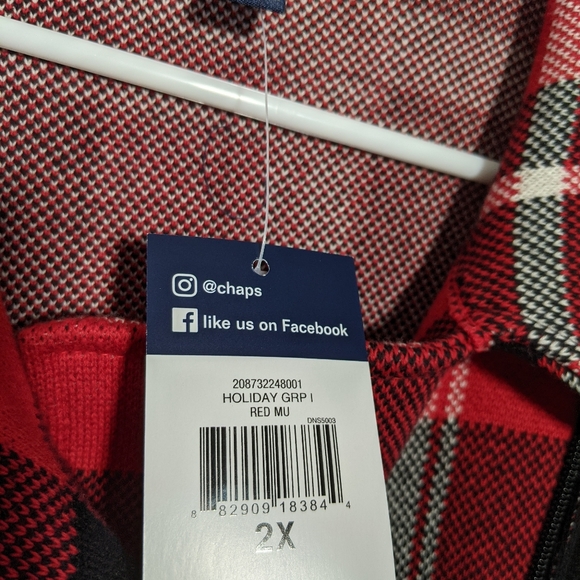 @chaps
like us on Facebook
208732248001
HOLIDAY GRP I
RED MU
DNS5003
8 82909 18384 4
2X